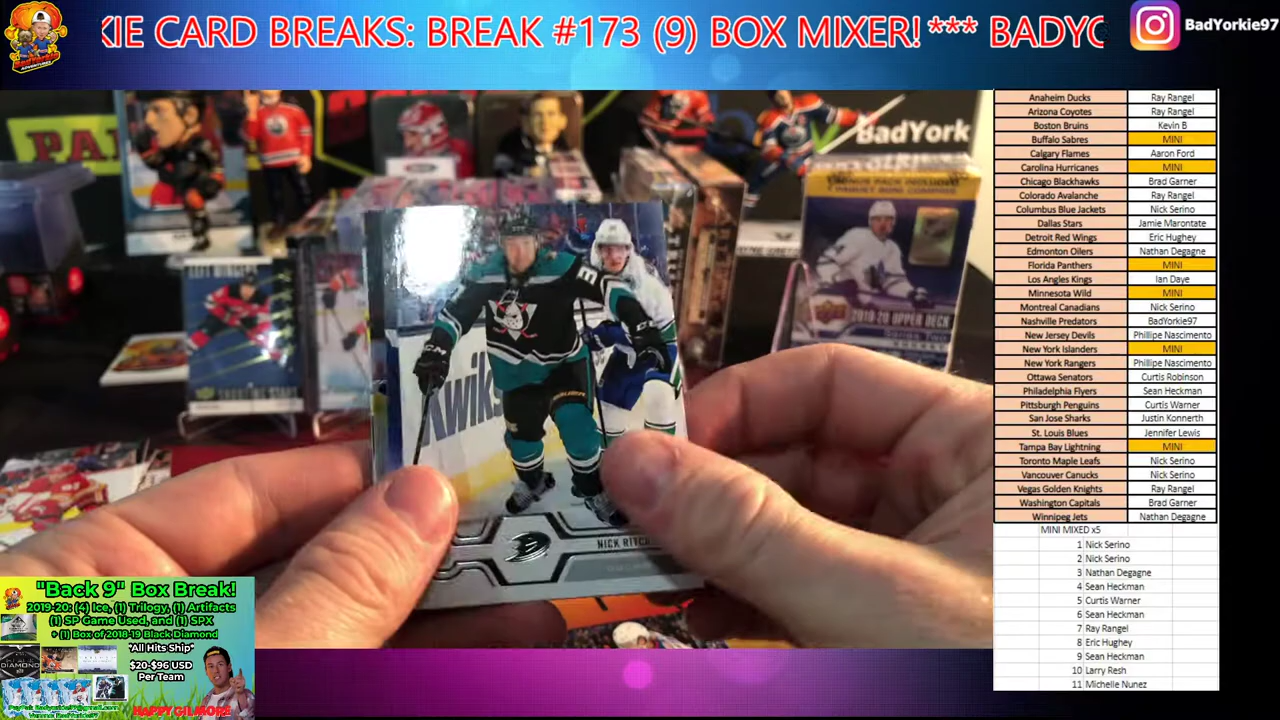 KIE CARD BREAKS: BREAK #173 (9) BOX MIXER! *** BADYC
BadYorkie97
BadYork
2019-20 UPPER DECK
NICK RITCH
Anaheim Ducks Ray Rangel
Arizona Coyotes Ray Rangel
Boston Bruins Kevin B
Buffalo Sabres MINI
Calgary Flames Aaron Ford
Carolina Hurricanes MINI
Chicago Blackhawks Brad Garner
Colorado Avalanche Ray Rangel
Columbus Blue Jackets Nick Serino
Dallas Stars Jamie Marontate
Detroit Red Wings Eric Hughey
Edmonton Oilers Nathan Degagne
Florida Panthers MINI
Los Angeles Kings Ian Daye
Minnesota Wild MINI
Montreal Canadians Nick Serino
Nashville Predators BadYorkie97
New Jersey Devils Phillipe Nascimento
New York Islanders MINI
New York Rangers Phillipe Nascimento
Ottawa Senators Curtis Robinson
Philadelphia Flyers Sean Heckman
Pittsburgh Penguins Curtis Warner
San Jose Sharks Justin Konnerth
St. Louis Blues Jennifer Lewis
Tampa Bay Lightning MINI
Toronto Maple Leafs Nick Serino
Vancouver Canucks Nick Serino
Vegas Golden Knights Ray Rangel
Washington Capitals Brad Garner
Winnipeg Jets Nathan Degagne
MINI MIXED x5
1 Nick Serino
2 Nick Serino
3 Nathan Degagne
4 Sean Heckman
5 Curtis Warner
6 Sean Heckman
7 Ray Rangel
8 Eric Hughey
9 Sean Heckman
10 Larry Resh
11 Michelle Nunez
"Back 9" Box Break!
2019-20: (4) Ice, (1) Trilogy, (1) Artifacts
(1) SP Game Used, and (1) SPX
+ (1) Box of 2018-19 Black Diamond
*All Hits Ship*
$20-$96 USD
Per Team
HAPPY GILMORE